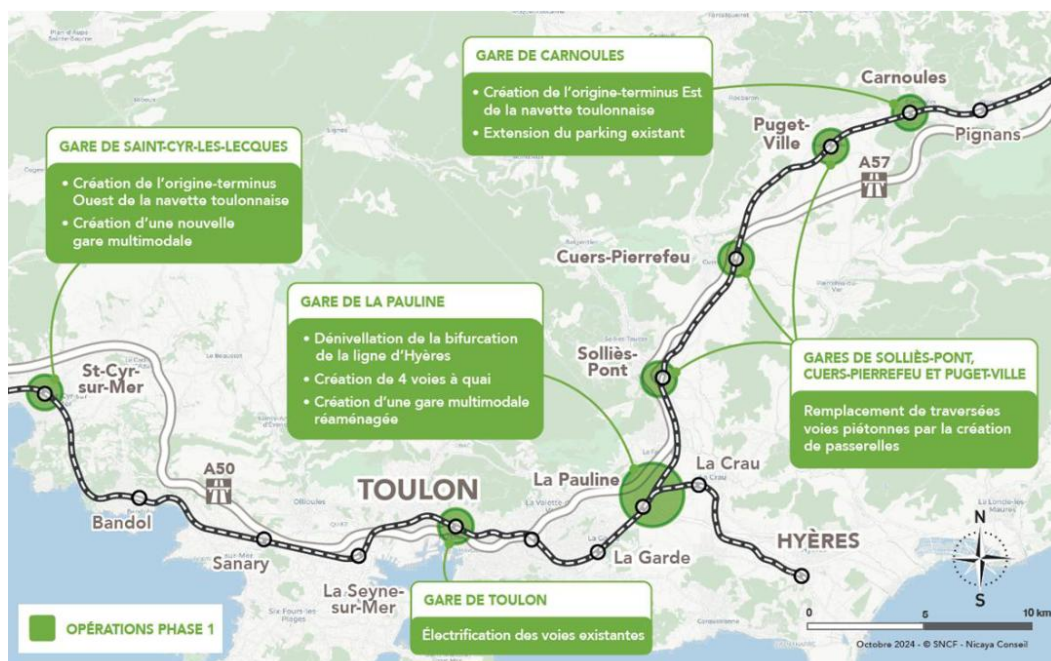 GARE DE CARNOULES
• Création de l'origine-terminus Est
de la navette toulonnaise
• Extension du parking existant
Carnoules
Pignans
Puget-
Ville
A57
GARE DE SAINT-CYR-LES-LECQUES
• Création de l'origine-terminus
Ouest de la navette toulonnaise
• Création d'une nouvelle
gare multimodale
Cuers-Pierrefeu
GARE DE LA PAULINE
• Dénivellation de la bifurcation
de la ligne d'Hyères
• Création de 4 voies à quai
• Création d'une gare multimodale
réaménagée
Solliès-
Pont
GARES DE SOLLIÈS-PONT,
CUERS-PIERREFEU ET PUGET-VILLE
Remplacement de traversées
voies piétonnes par la création
de passerelles
St-Cyr-
sur-Mer
A50
Bandol
Sanary
La Seyne-
sur-Mer
TOULON
La Pauline
La Crau
La Garde
HYÈRES
GARE DE TOULON
Électrification des voies existantes
OPÉRATIONS PHASE 1
N
S
0
5
10 km
Octobre 2024 - © SNCF - Nicaya Conseil